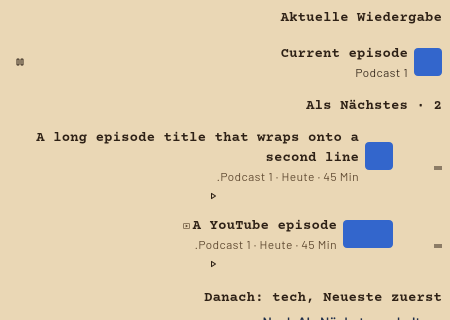 Aktuelle Wiedergabe
Current episode
Podcast 1
Als Nächstes · 2
A long episode title that wraps onto a
second line
.Podcast 1 · Heute · 45 Min
A YouTube episode
.Podcast 1 · Heute · 45 Min
Danach: tech, Neueste zuerst